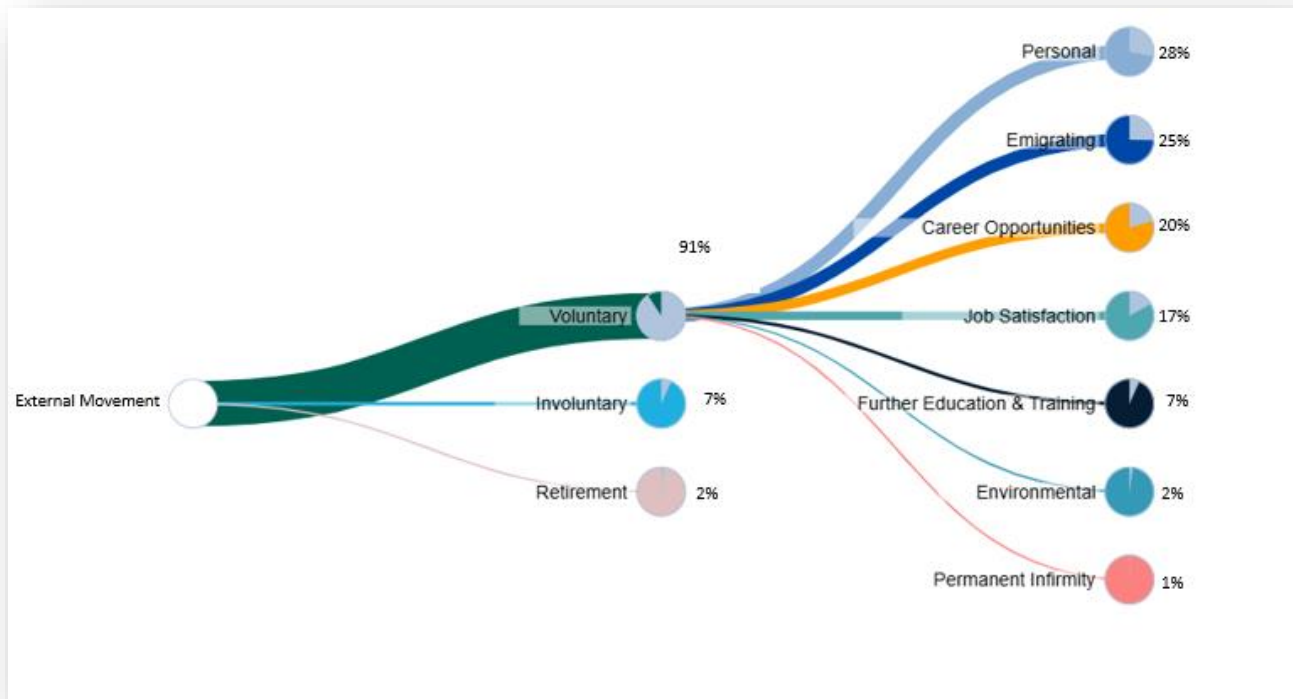 Personal 28%
Emigrating 25%
Career Opportunities 20%
91%
Voluntary
Job Satisfaction 17%
External Movement
Involuntary 7%
Further Education & Training 7%
Retirement 2%
Environmental 2%
Permanent Infirmity 1%